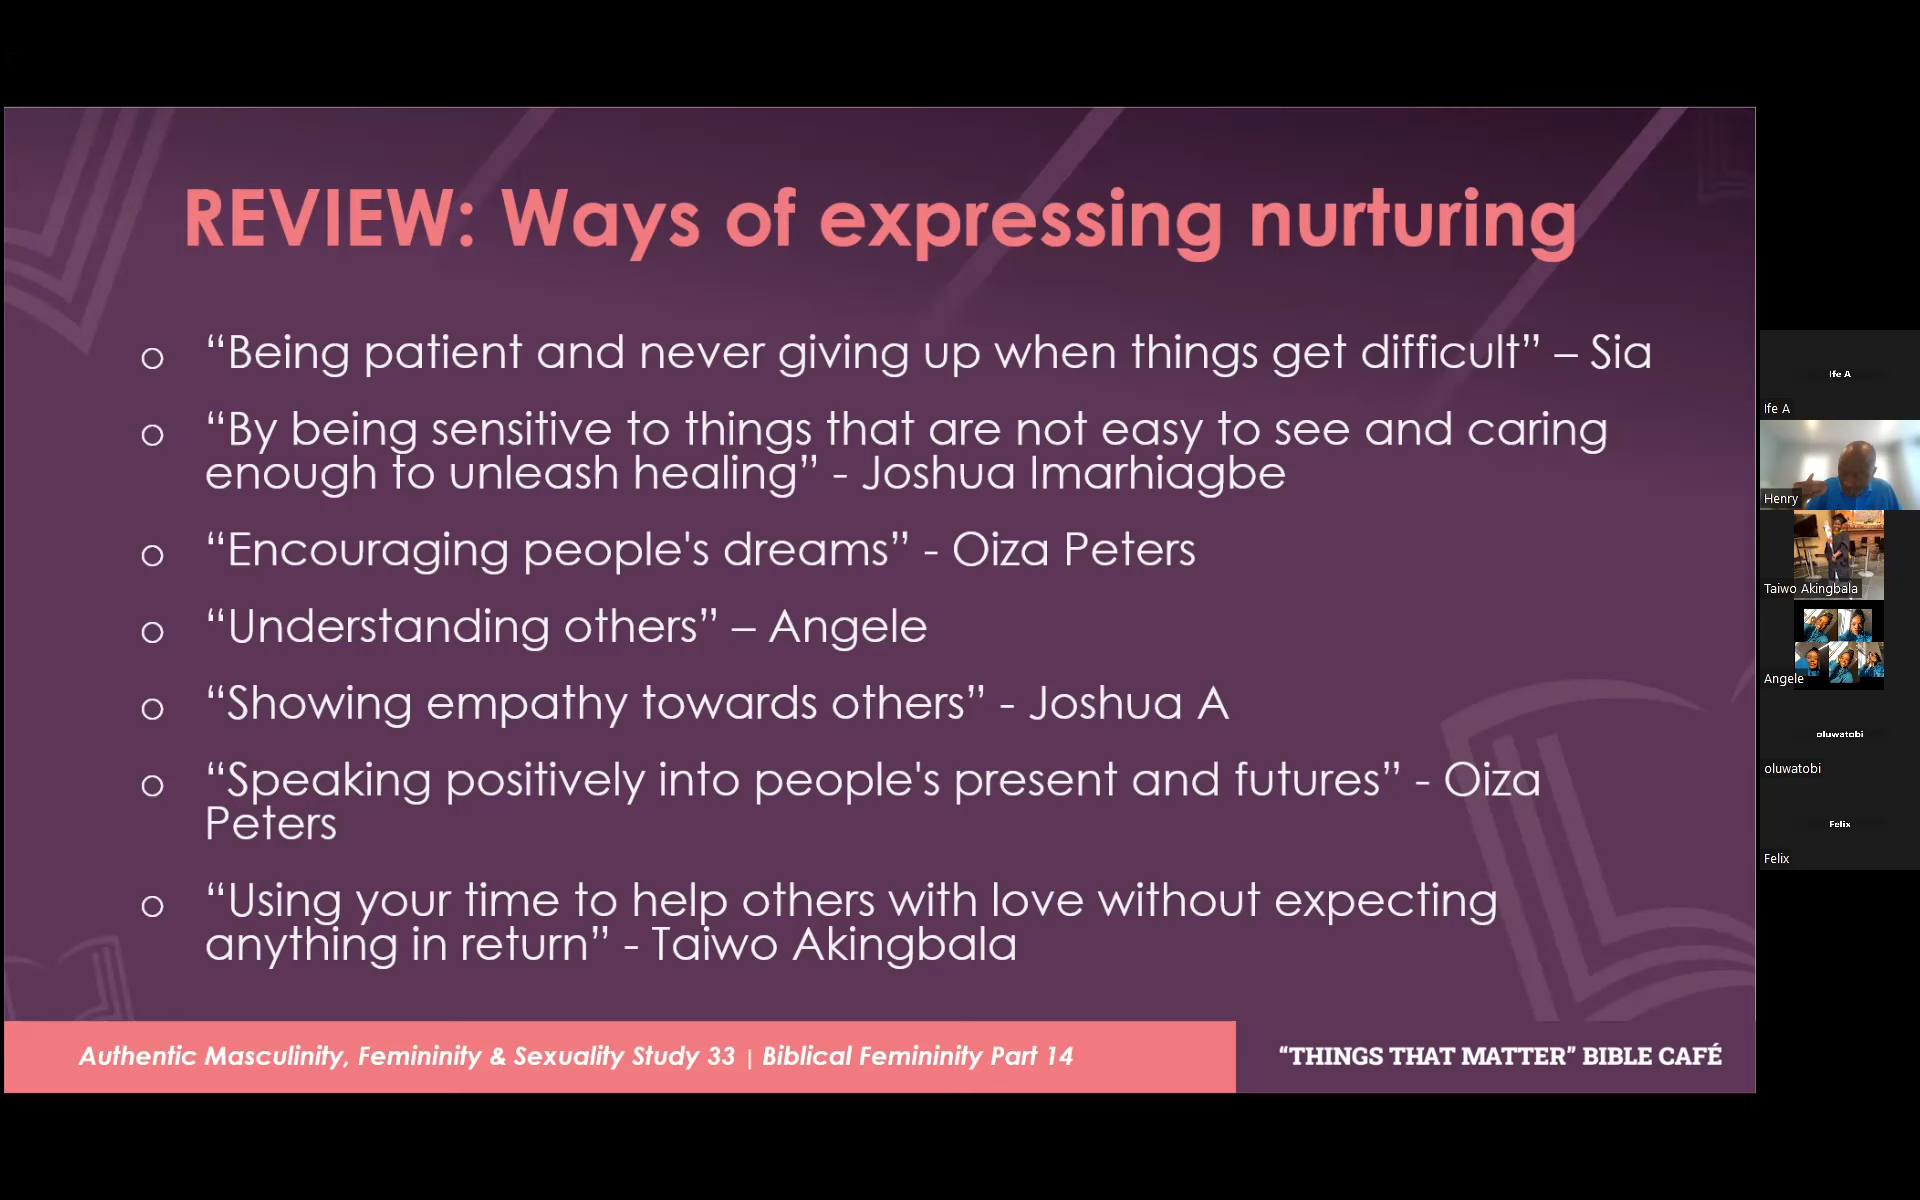 REVIEW: Ways of expressing nurturing
o “Being patient and never giving up when things get difficult” – Sia
o “By being sensitive to things that are not easy to see and caring
enough to unleash healing” - Joshua Imarhiagbe
o “Encouraging people's dreams” - Oiza Peters
o “Understanding others” – Angele
o “Showing empathy towards others” - Joshua A
o “Speaking positively into people's present and futures” - Oiza
Peters
o “Using your time to help others with love without expecting
anything in return” - Taiwo Akingbala
Authentic Masculinity, Femininity & Sexuality Study 33 | Biblical Femininity Part 14
“THINGS THAT MATTER” BIBLE CAFÉ
Ife A
Ife A
Henry
Taiwo Akingbala
Angele
oluwatobi
oluwatobi
Felix
Felix